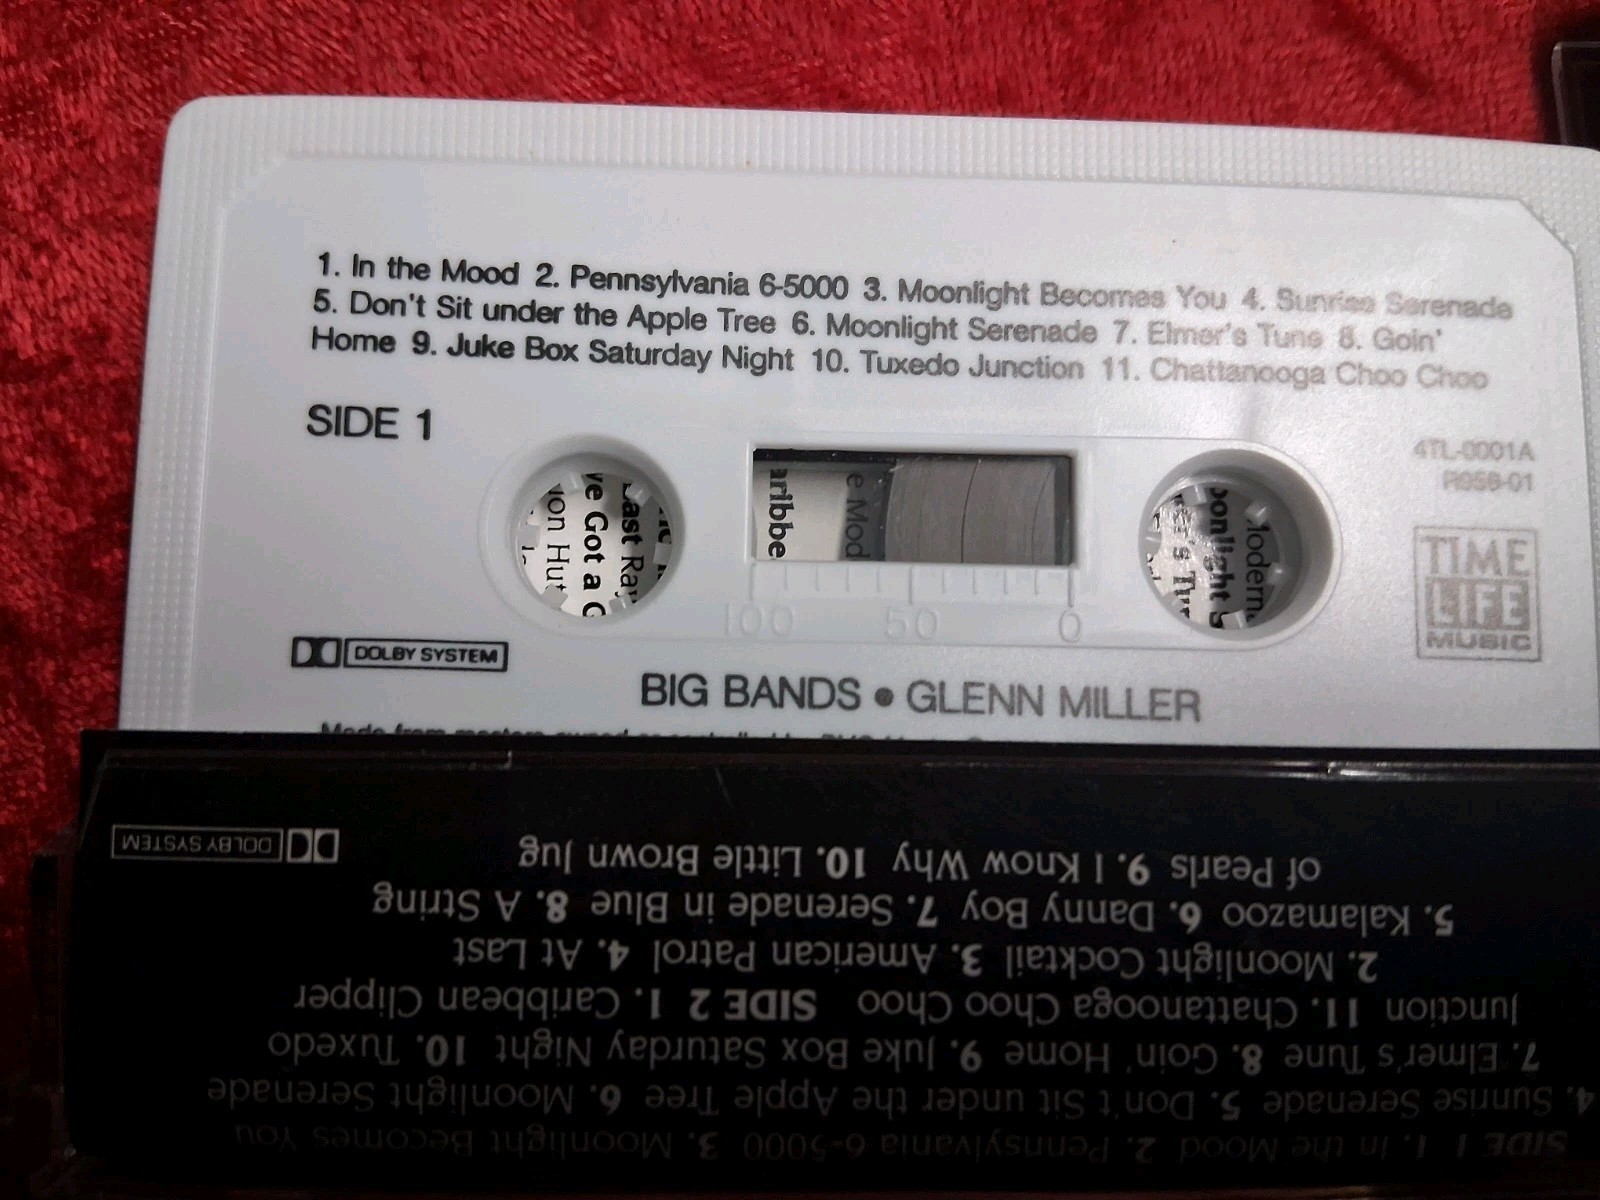 1. In the Mood 2. Pennsylvania 6-5000 3. Moonlight Becomes You 4. Sunrise Serenade
5. Don't Sit under the Apple Tree 6. Moonlight Serenade 7. Elmer's Tune 8. Goin'
Home 9. Juke Box Saturday Night 10. Tuxedo Junction 11. Chattanooga Choo Choo
SIDE 1
4TL-0001A
TIME
LIFE
MUSIC
ve Got a
e Mod
aribbe
100 50 0
DOLBY SYSTEM
BIG BANDS • GLENN MILLER
SIDE 1 1. In the Mood 2. Pennsylvania 6-5000 3. Moonlight Becomes You
4. Sunrise Serenade 5. Don't Sit under the Apple Tree 6. Moonlight Serenade
7. Elmer's Tune 8. Goin' Home 9. Juke Box Saturday Night 10. Tuxedo
Junction 11. Chattanooga Choo Choo SIDE 2 1. Caribbean Clipper
2. Moonlight Cocktail 3. American Patrol 4. At Last
5. Kalamazoo 6. Danny Boy 7. Serenade in Blue 8. A String
of Pearls 9. I Know Why 10. Little Brown Jug
DOLBY SYSTEM